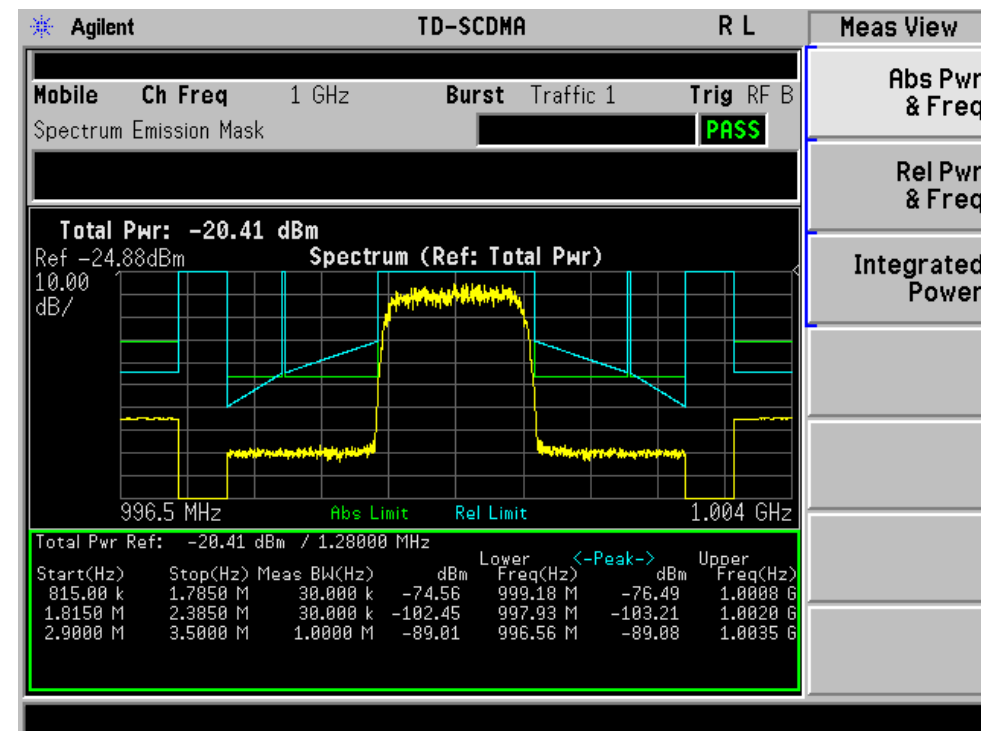 Agilent TD-SCDMA R L Meas View
Mobile Ch Freq 1 GHz Burst Traffic 1 Trig RF B
Spectrum Emission Mask PASS
Abs Pwr
& Freq
Rel Pwr
& Freq
Integrated
Power
Total Pwr: -20.41 dBm
Ref -24.88dBm Spectrum (Ref: Total Pwr)
10.00
dB/
996.5 MHz Abs Limit Rel Limit 1.004 GHz
Total Pwr Ref: -20.41 dBm / 1.28000 MHz
Lower <-Peak-> Upper
Start(Hz) Stop(Hz) Meas BW(Hz) dBm Freq(Hz) dBm Freq(Hz)
815.00 k 1.7850 M 30.000 k -74.56 999.18 M -76.49 1.0008 G
1.8150 M 2.3850 M 30.000 k -102.45 997.93 M -103.21 1.0020 G
2.9000 M 3.5000 M 1.0000 M -89.01 996.56 M -89.08 1.0035 G